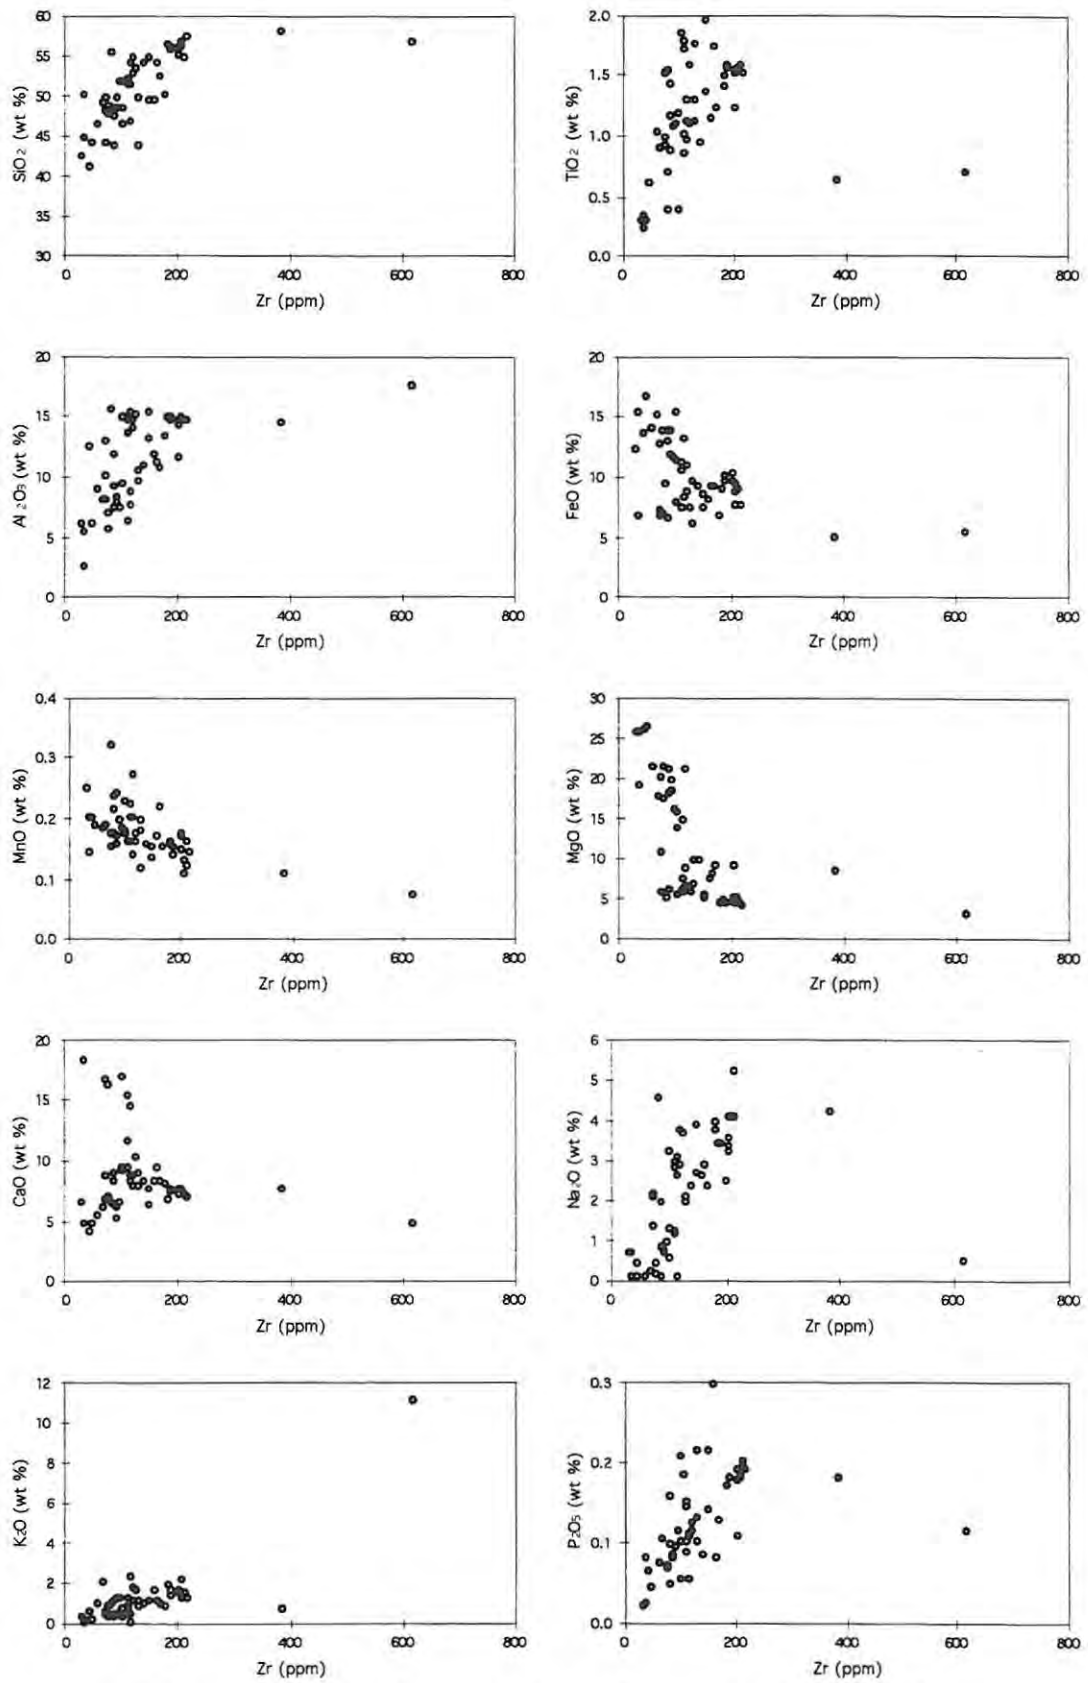 60
55
50
45
40
35
30
SiO2 (wt %)
0 200 400 600 800
Zr (ppm)
2.0
1.5
1.0
0.5
0.0
TiO2 (wt %)
0 200 400 600 800
Zr (ppm)
20
15
10
5
0
Al2O3 (wt %)
0 200 400 600 800
Zr (ppm)
20
15
10
5
0
FeO (wt %)
0 200 400 600 800
Zr (ppm)
0.4
0.3
0.2
0.1
0.0
MnO (wt %)
0 200 400 600 800
Zr (ppm)
30
25
20
15
10
5
0
MgO (wt %)
0 200 400 600 800
Zr (ppm)
20
15
10
5
0
CaO (wt %)
0 200 400 600 800
Zr (ppm)
6
5
4
3
2
1
0
Na2O (wt %)
0 200 400 600 800
Zr (ppm)
12
10
8
6
4
2
0
K2O (wt %)
0 200 400 600 800
Zr (ppm)
0.3
0.2
0.1
0.0
P2O5 (wt %)
0 200 400 600 800
Zr (ppm)